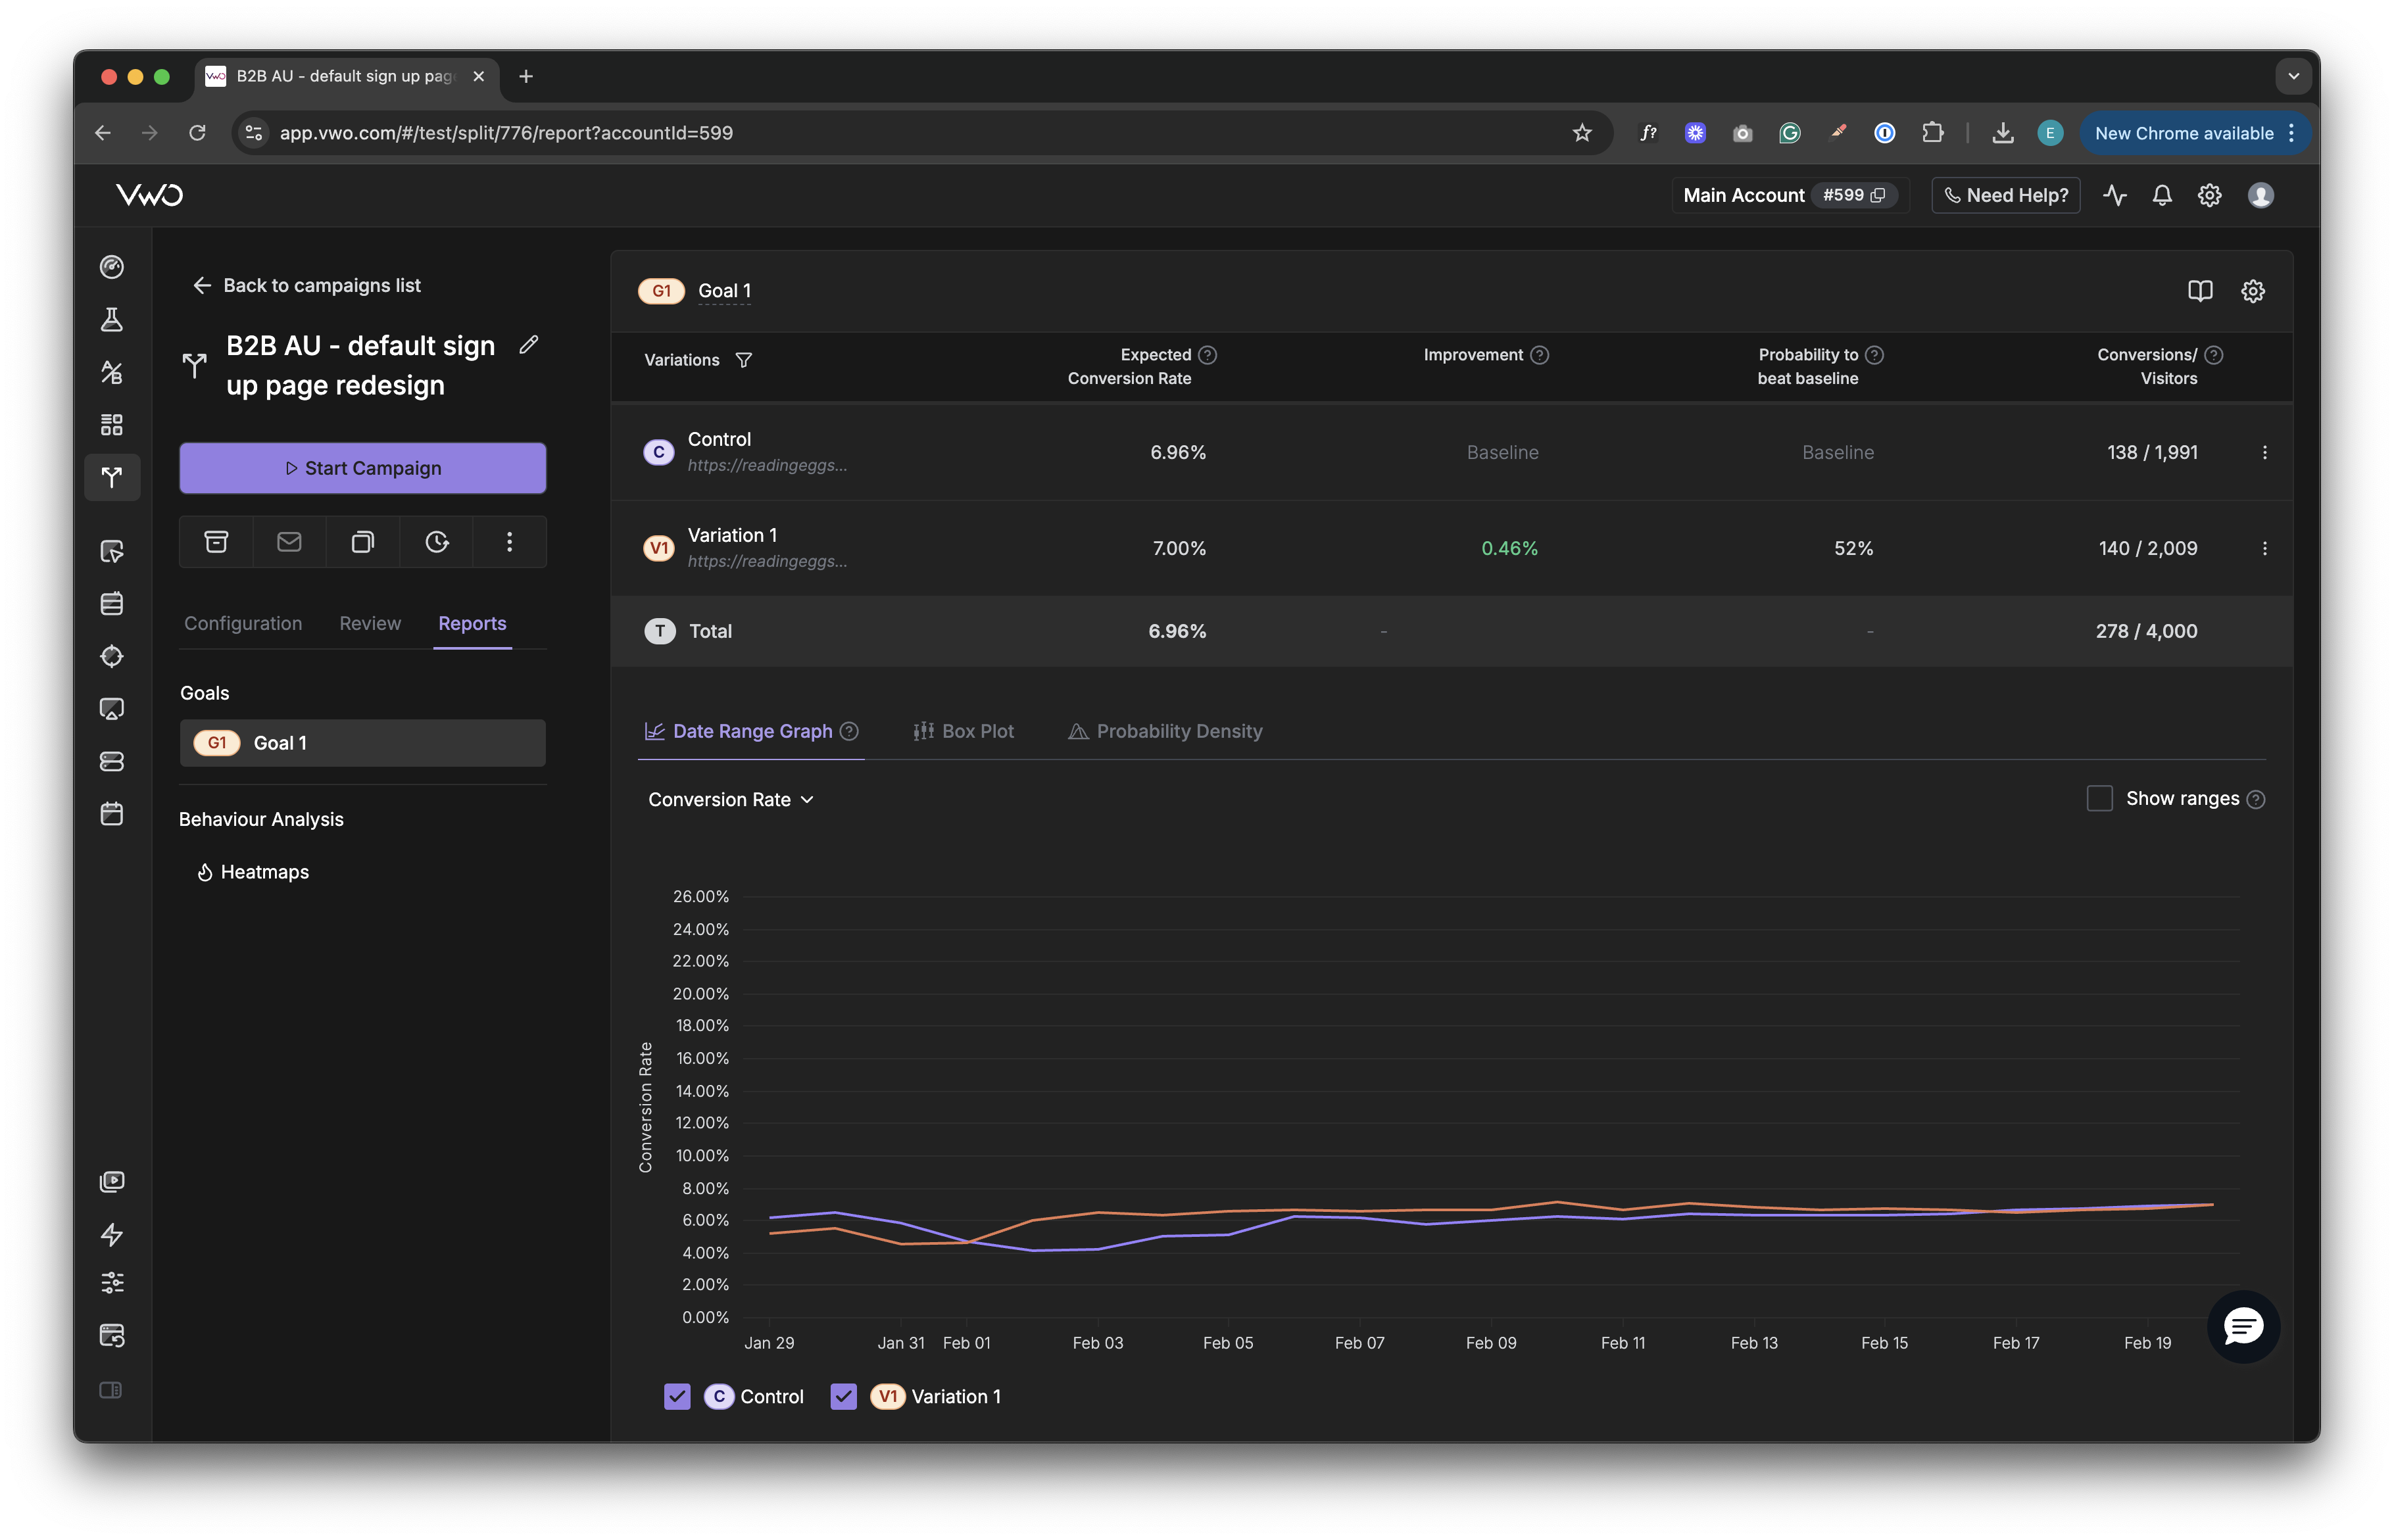 B2B AU - default sign up pag
New Chrome available
app.vwo.com/#/test/split/776/report?accountId=599
f?
E
VWO
Main Account #599
Need Help?
Back to campaigns list
B2B AU - default sign
up page redesign
Start Campaign
Configuration Review Reports
Goals
G1 Goal 1
Behaviour Analysis
Heatmaps
G1 Goal 1
Variations
Expected
Conversion Rate
Improvement
Probability to
beat baseline
Conversions/
Visitors
C Control 6.96% Baseline Baseline 138 / 1,991
https://readingeggs...
V1 Variation 1 7.00% 0.46% 52% 140 / 2,009
https://readingeggs...
T Total 6.96% - - 278 / 4,000
Date Range Graph Box Plot Probability Density
Conversion Rate
Show ranges
Conversion Rate
26.00%
24.00%
22.00%
20.00%
18.00%
16.00%
14.00%
12.00%
10.00%
8.00%
6.00%
4.00%
2.00%
0.00%
Jan 29 Jan 31 Feb 01 Feb 03 Feb 05 Feb 07 Feb 09 Feb 11 Feb 13 Feb 15 Feb 17 Feb 19
C Control V1 Variation 1